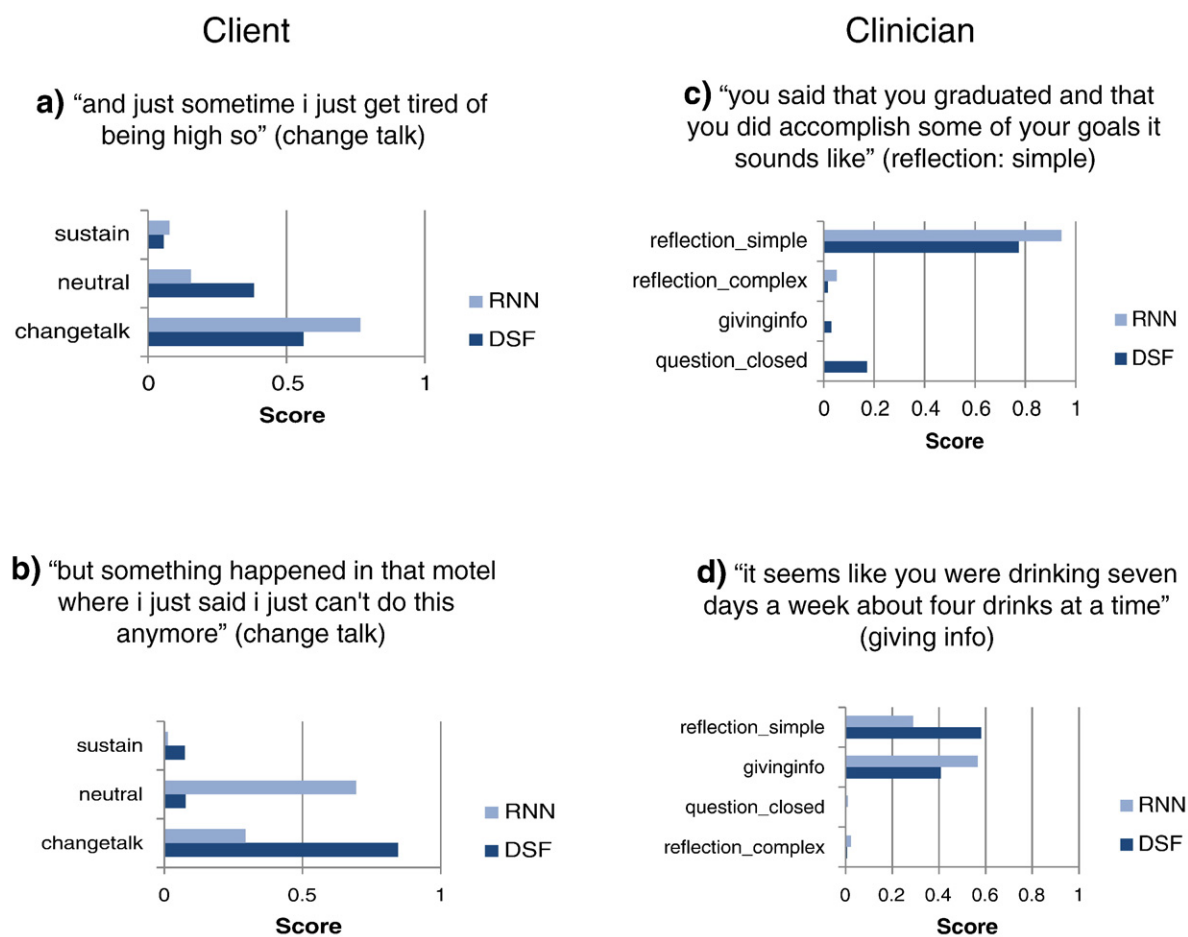 Client
a) “and just sometime i just get tired of
being high so” (change talk)
sustain
neutral
changetalk
RNN
DSF
0 0.5 1
Score
b) “but something happened in that motel
where i just said i just can't do this
anymore” (change talk)
sustain
neutral
changetalk
RNN
DSF
0 0.5 1
Score
Clinician
c) “you said that you graduated and that
you did accomplish some of your goals it
sounds like” (reflection: simple)
reflection_simple
reflection_complex
givinginfo
question_closed
RNN
DSF
0 0.2 0.4 0.6 0.8 1
Score
d) “it seems like you were drinking seven
days a week about four drinks at a time”
(giving info)
reflection_simple
givinginfo
question_closed
reflection_complex
RNN
DSF
0 0.2 0.4 0.6 0.8 1
Score